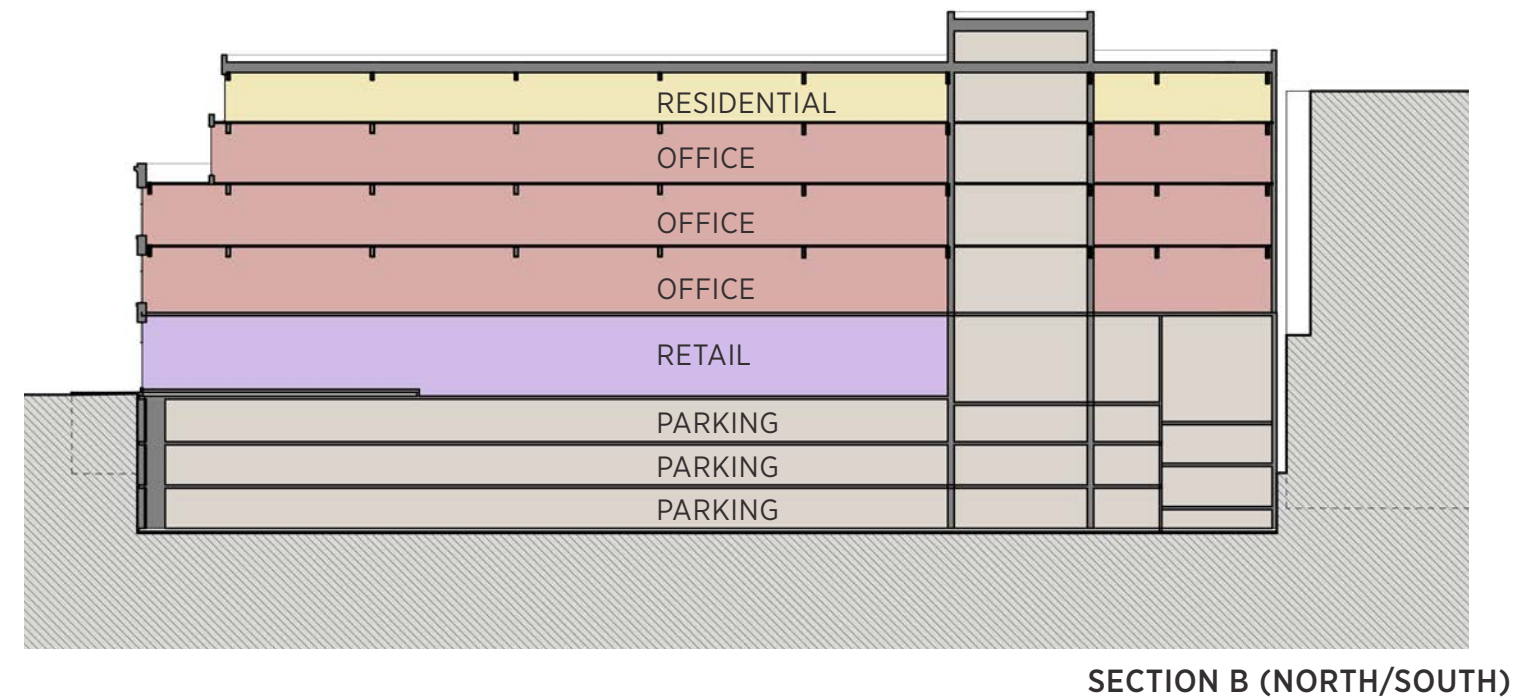 RESIDENTIAL
OFFICE
OFFICE
OFFICE
RETAIL
PARKING
PARKING
PARKING
SECTION B (NORTH/SOUTH)